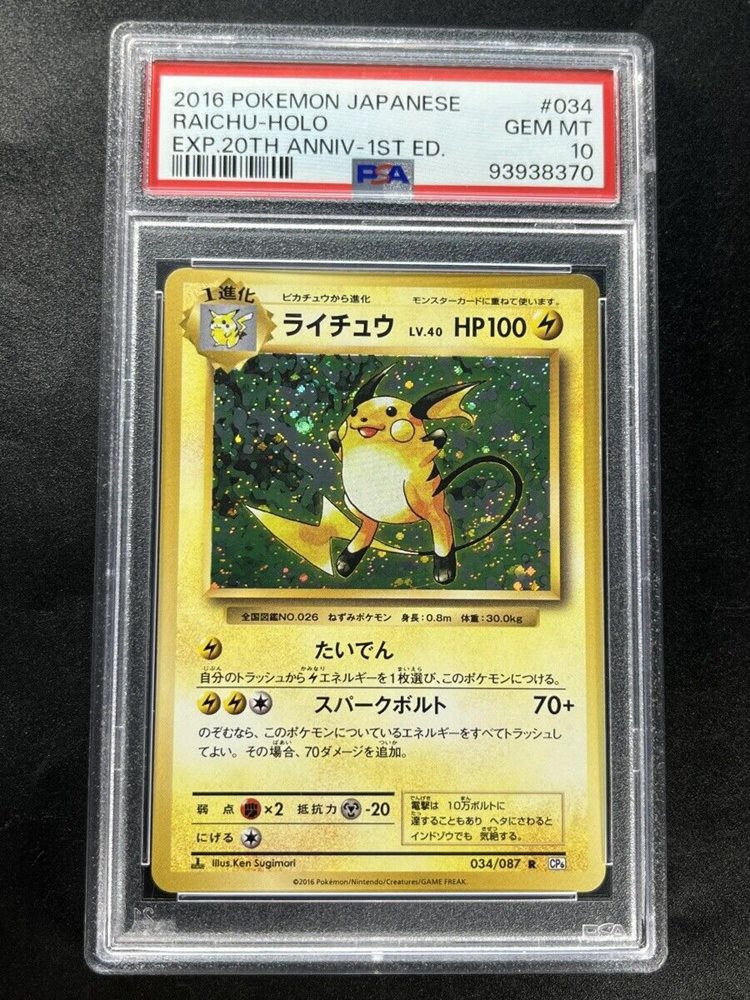 2016 POKEMON JAPANESE #034
RAICHU-HOLO GEM MT
EXP.20TH ANNIV-1ST ED. 10
PSA 93938370
1進化
ピカチュウから進化 モンスターカードに重ねて使います。
ライチュウ LV.40 HP100
全国図鑑NO.026 ねずみポケモン 身長:0.8m 体重:30.0kg
たいでん
自分のトラッシュからエネルギーを1枚選び、このポケモンにつける。
スパークボルト 70+
のぞむなら、このポケモンについているエネルギーをすべてトラッシュし
てよい。その場合、70ダメージを追加。
弱点 ×2 抵抗力 -20
にげる
電撃は 10万ボルトに
達することもあり ヘタにさわると
インドゾウでも 気絶する。
Illus.Ken Sugimori 034/087 R CP6
©2016 Pokémon/Nintendo/Creatures/GAME FREAK.
PSA